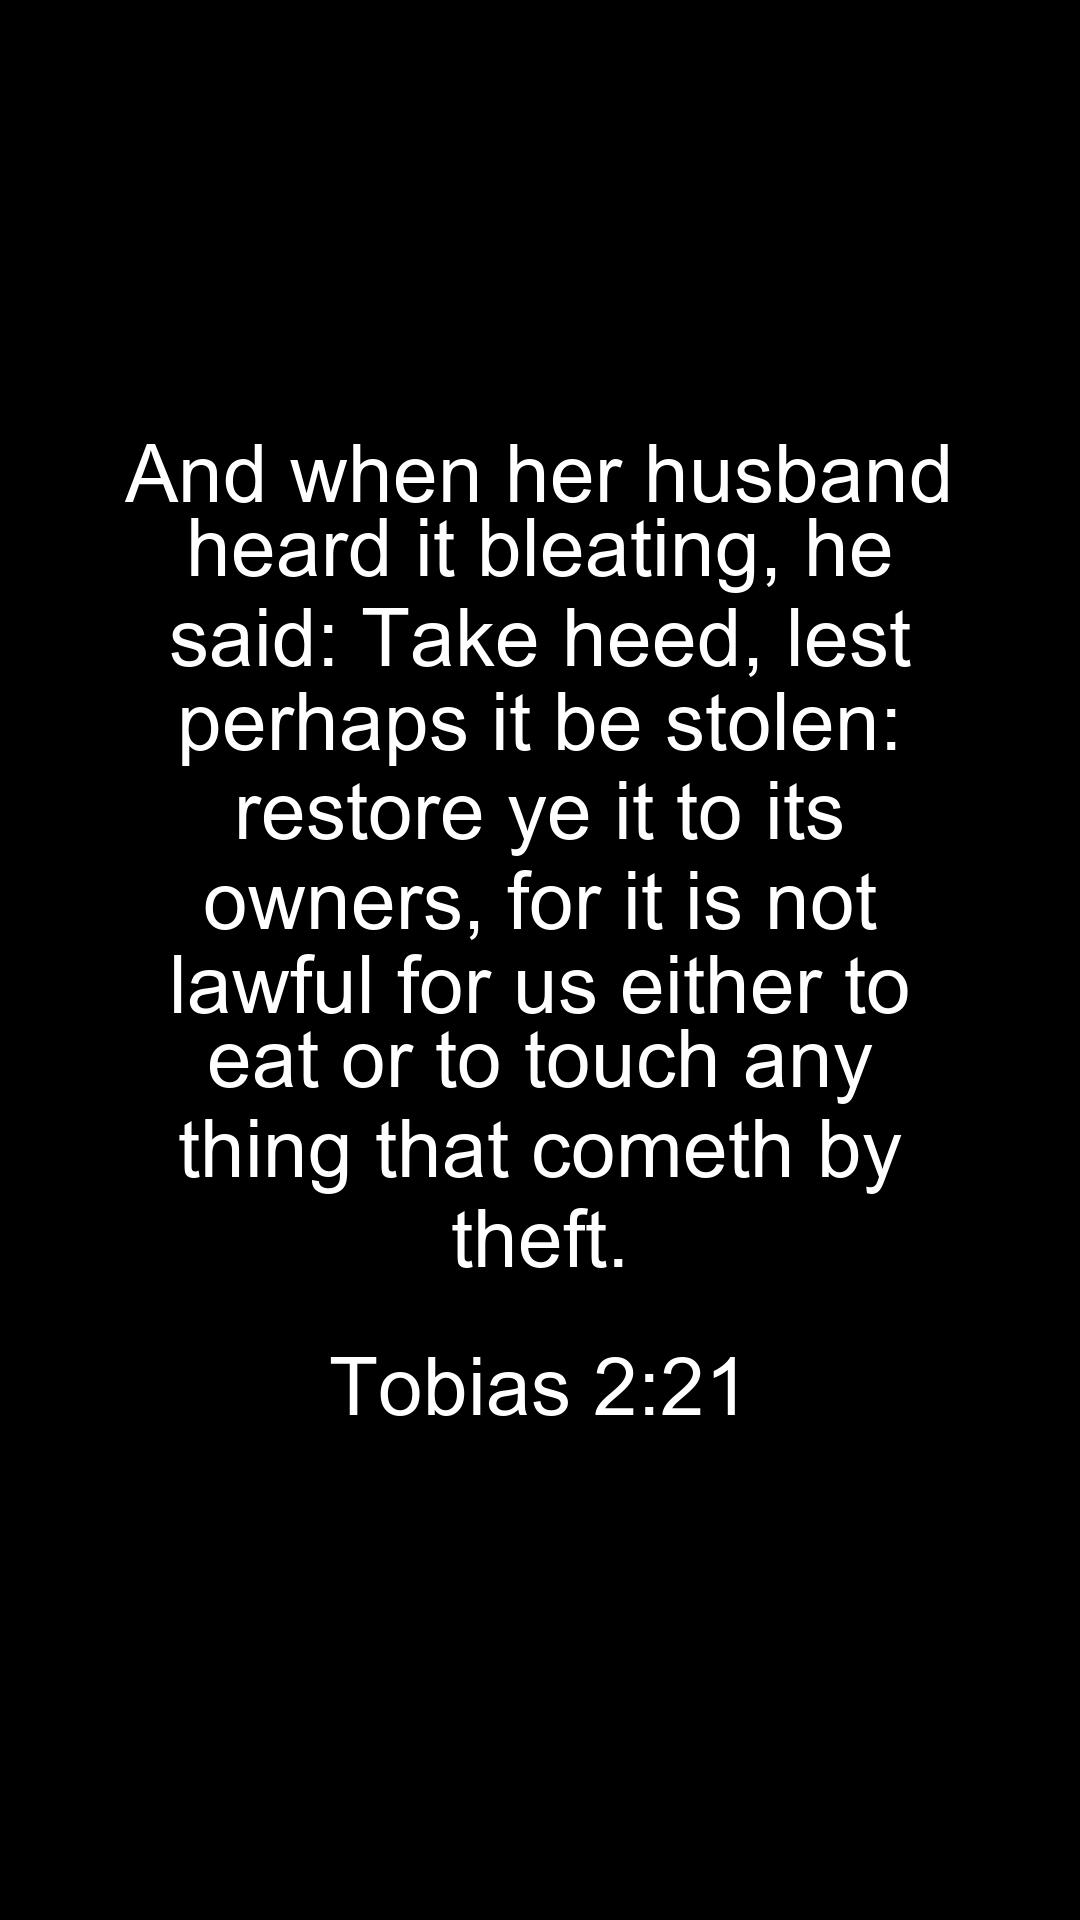 And when her husband
heard it bleating, he
said: Take heed, lest
perhaps it be stolen:
restore ye it to its
owners, for it is not
lawful for us either to
eat or to touch any
thing that cometh by
theft.
Tobias 2:21